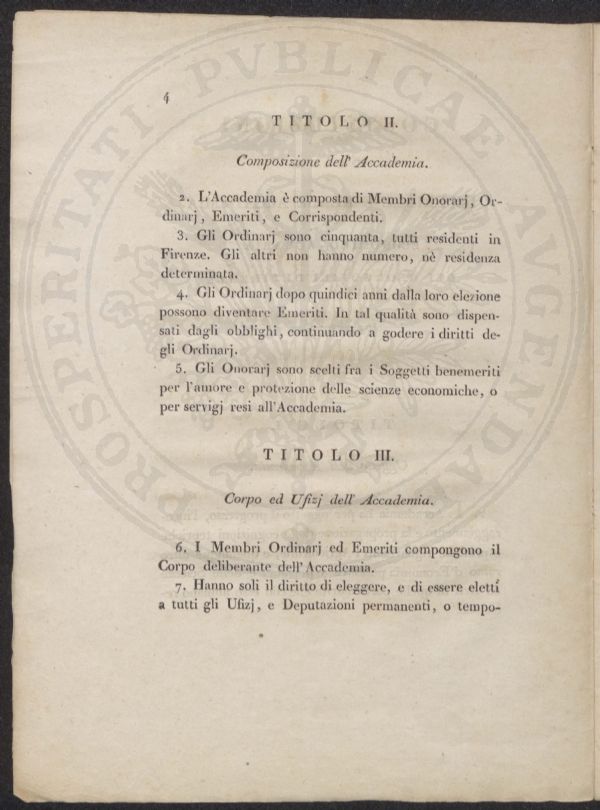 4
TITOLO II.
Composizione dell' Accademia.
2. L'Accademia è composta di Membri Onorarj, Or-
dinarj, Emeriti, e Corrispondenti.
3. Gli Ordinarj sono cinquanta, tutti residenti in
Firenze. Gli altri non hanno numero, nè residenza
determinata.
4. Gli Ordinarj dopo quindici anni dalla loro elezione
possono diventare Emeriti. In tal qualità sono dispen-
sati dagli obblighi, continuando a godere i diritti de-
gli Ordinarj.
5. Gli Onorarj sono scelti fra i Soggetti benemeriti
per l'amore e protezione delle scienze economiche, o
per servigj resi all'Accademia.
TITOLO III.
Corpo ed Ufizj dell' Accademia.
6. I Membri Ordinarj ed Emeriti compongono il
Corpo deliberante dell'Accademia.
7. Hanno soli il diritto di eleggere, e di essere eletti
a tutti gli Ufizj, e Deputazioni permanenti, o tempo-
PROSPERITATI PVBLICAE AVGENDAE